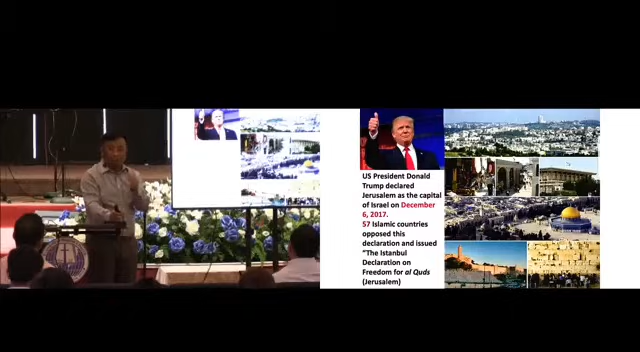 US President Donald
Trump declared
Jerusalem as the capital
of Israel on December
6, 2017.
57 Islamic countries
opposed this
declaration and issued
"The Istanbul
Declaration on
Freedom for al Quds
(Jerusalem)